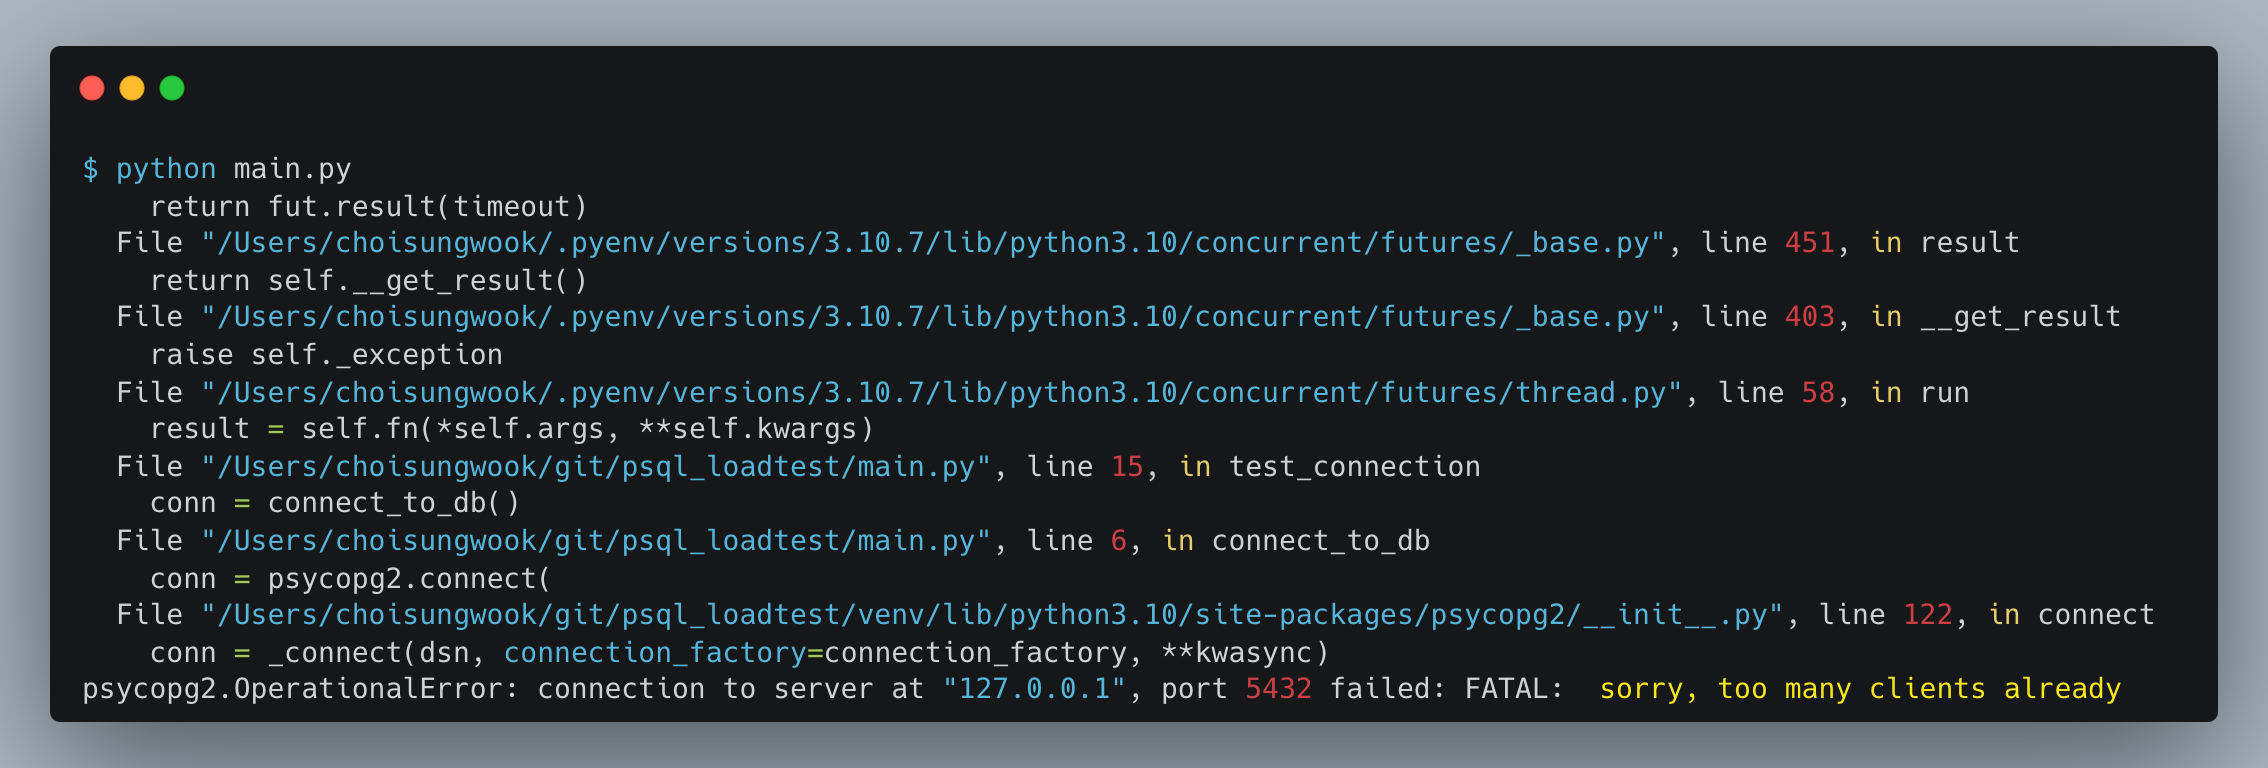 $ python main.py
    return fut.result(timeout)
  File "/Users/choisungwook/.pyenv/versions/3.10.7/lib/python3.10/concurrent/futures/_base.py", line 451, in result
    return self.__get_result()
  File "/Users/choisungwook/.pyenv/versions/3.10.7/lib/python3.10/concurrent/futures/_base.py", line 403, in __get_result
    raise self._exception
  File "/Users/choisungwook/.pyenv/versions/3.10.7/lib/python3.10/concurrent/futures/thread.py", line 58, in run
    result = self.fn(*self.args, **self.kwargs)
  File "/Users/choisungwook/git/psql_loadtest/main.py", line 15, in test_connection
    conn = connect_to_db()
  File "/Users/choisungwook/git/psql_loadtest/main.py", line 6, in connect_to_db
    conn = psycopg2.connect(
  File "/Users/choisungwook/git/psql_loadtest/venv/lib/python3.10/site-packages/psycopg2/__init__.py", line 122, in connect
    conn = _connect(dsn, connection_factory=connection_factory, **kwasync)
psycopg2.OperationalError: connection to server at "127.0.0.1", port 5432 failed: FATAL:  sorry, too many clients already